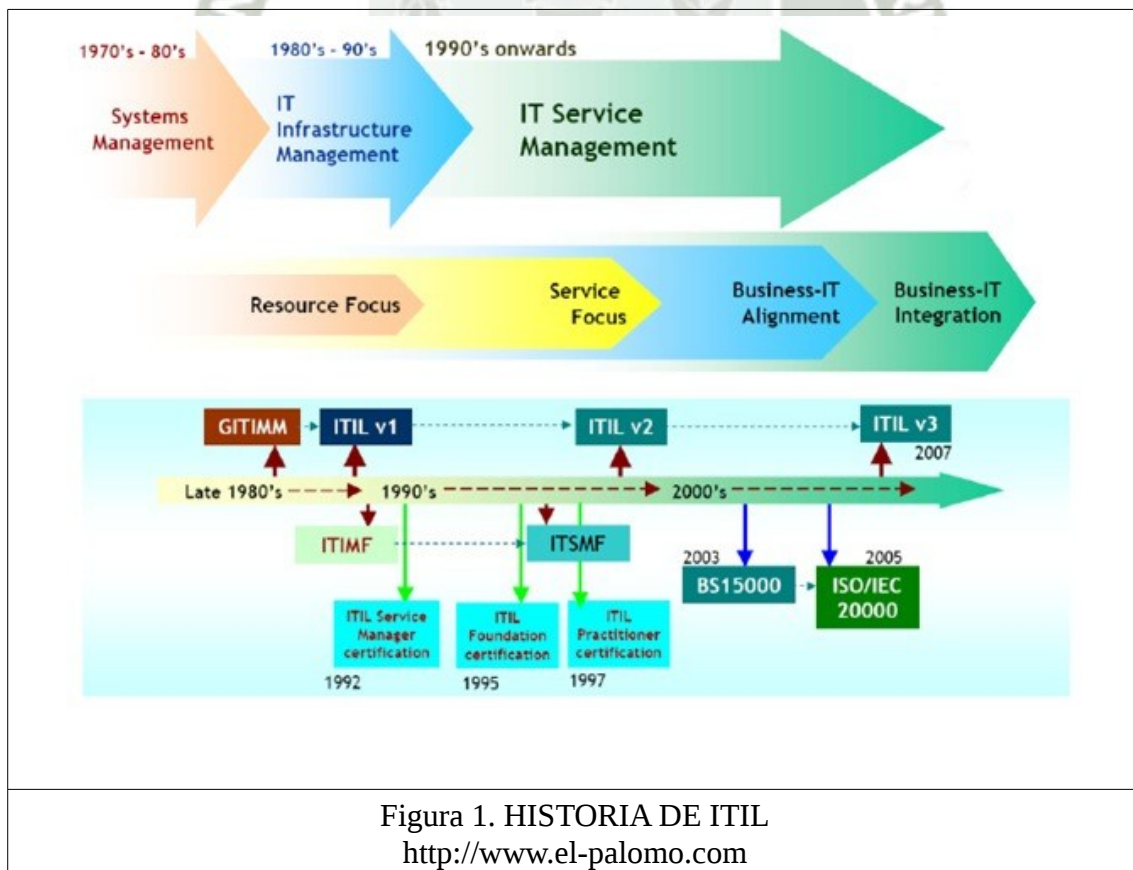 1970's - 80's
Systems
Management
1980's - 90's
IT
Infrastructure
Management
1990's onwards
IT Service
Management
Resource Focus
Service
Focus
Business-IT
Alignment
Business-IT
Integration
GITIMM
ITIL v1
ITIL v2
ITIL v3
2007
Late 1980's
1990's
2000's
ITIMF
ITSMF
2003
BS15000
2005
ISO/IEC
20000
ITIL Service
Manager
certification
1992
ITIL
Foundation
certification
1995
ITIL
Practitioner
certification
1997
Figura 1. HISTORIA DE ITIL
http://www.el-palomo.com